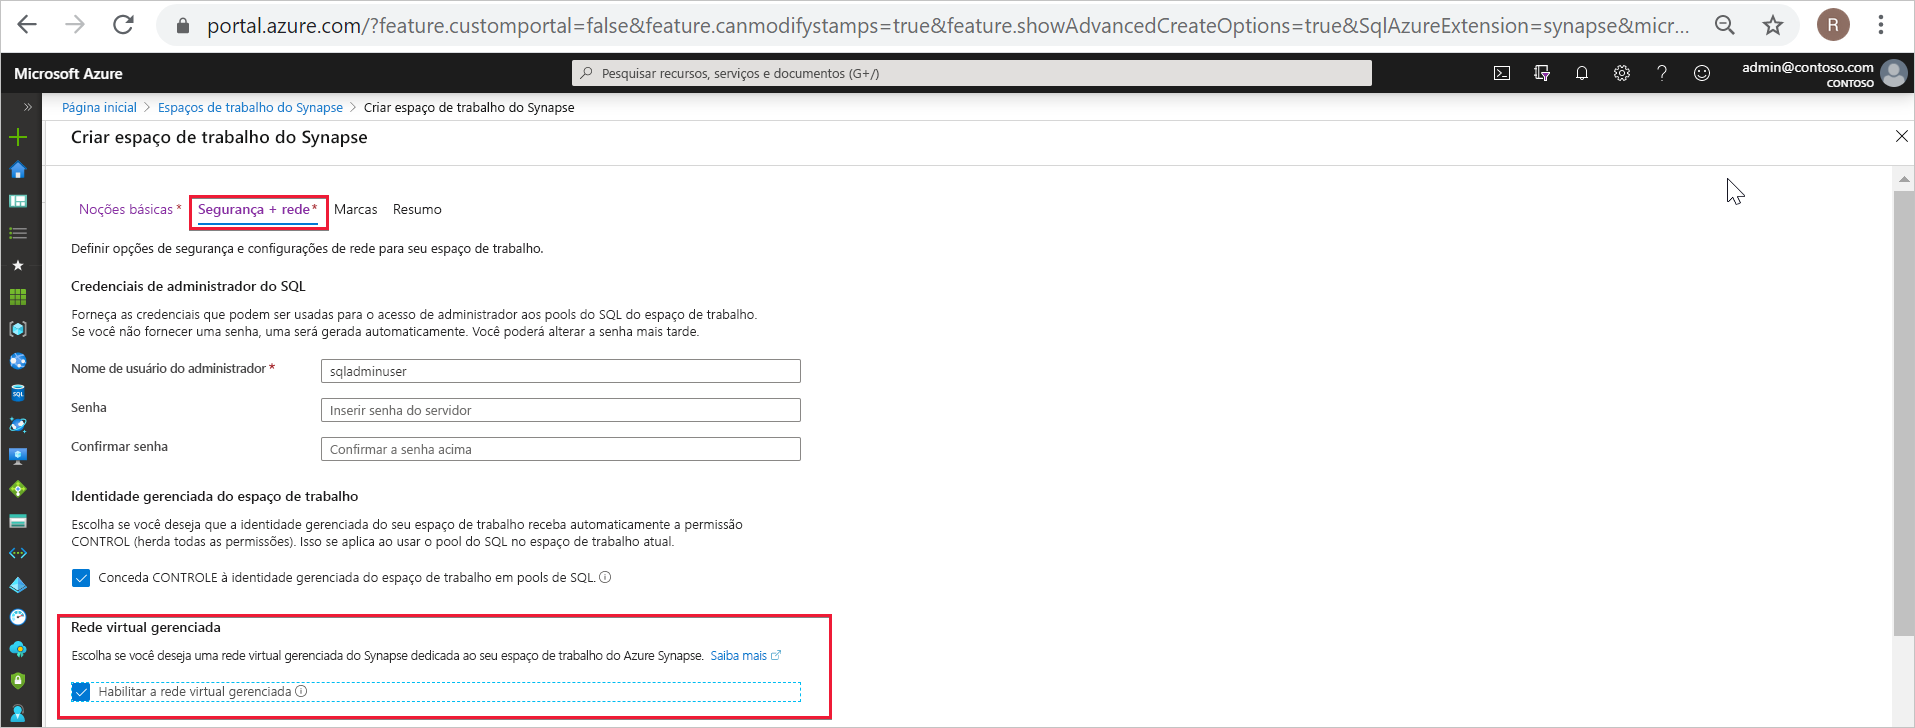 portal.azure.com/?feature.customportal=false&feature.canmodifystamps=true&feature.showAdvancedCreateOptions=true&SqlAzureExtension=synapse&micr...
R
Microsoft Azure
Pesquisar recursos, serviços e documentos (G+/)
admin@contoso.com
CONTOSO
Página inicial > Espaços de trabalho do Synapse > Criar espaço de trabalho do Synapse
Criar espaço de trabalho do Synapse
Noções básicas * Segurança + rede* Marcas Resumo
Definir opções de segurança e configurações de rede para seu espaço de trabalho.
Credenciais de administrador do SQL
Forneça as credenciais que podem ser usadas para o acesso de administrador aos pools do SQL do espaço de trabalho.
Se você não fornecer uma senha, uma será gerada automaticamente. Você poderá alterar a senha mais tarde.
Nome de usuário do administrador * sqladminuser
Senha Inserir senha do servidor
Confirmar senha Confirmar a senha acima
Identidade gerenciada do espaço de trabalho
Escolha se você deseja que a identidade gerenciada do seu espaço de trabalho receba automaticamente a permissão
CONTROL (herda todas as permissões). Isso se aplica ao usar o pool do SQL no espaço de trabalho atual.
Conceda CONTROLE à identidade gerenciada do espaço de trabalho em pools de SQL.
Rede virtual gerenciada
Escolha se você deseja uma rede virtual gerenciada do Synapse dedicada ao seu espaço de trabalho do Azure Synapse. Saiba mais
Habilitar a rede virtual gerenciada